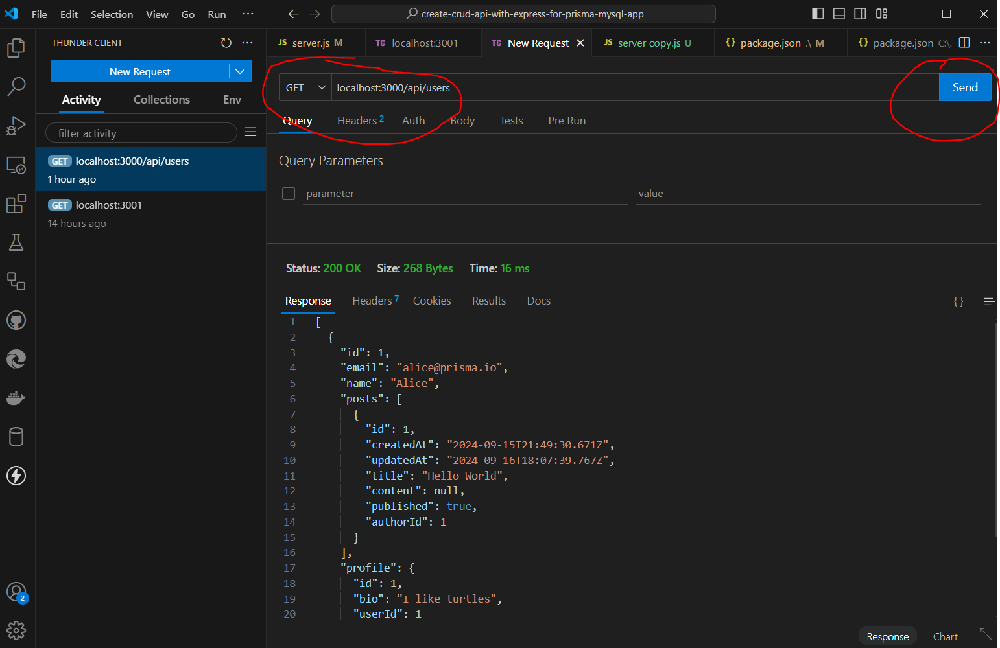 File Edit Selection View Go Run ··· create-crud-api-with-express-for-prisma-mysql-app
THUNDER CLIENT
New Request
Activity Collections Env
filter activity
GET localhost:3000/api/users
1 hour ago
GET localhost:3001
14 hours ago
2
JS server.js M TC localhost:3001 TC New Request JS server copy.js U {} package.json .\ M {} package.json C:\.
GET localhost:3000/api/users Send
Query Headers 2 Auth Body Tests Pre Run
Query Parameters
parameter value
Status: 200 OK Size: 268 Bytes Time: 16 ms
Response Headers 7 Cookies Results Docs {}
1 [
2 {
3 "id": 1,
4 "email": "alice@prisma.io",
5 "name": "Alice",
6 "posts": [
7 {
8 "id": 1,
9 "createdAt": "2024-09-15T21:49:30.671Z",
10 "updatedAt": "2024-09-16T18:07:39.767Z",
11 "title": "Hello World",
12 "content": null,
13 "published": true,
14 "authorId": 1
15 }
16 ],
17 "profile": {
18 "id": 1,
19 "bio": "I like turtles",
20 "userId": 1
Response Chart